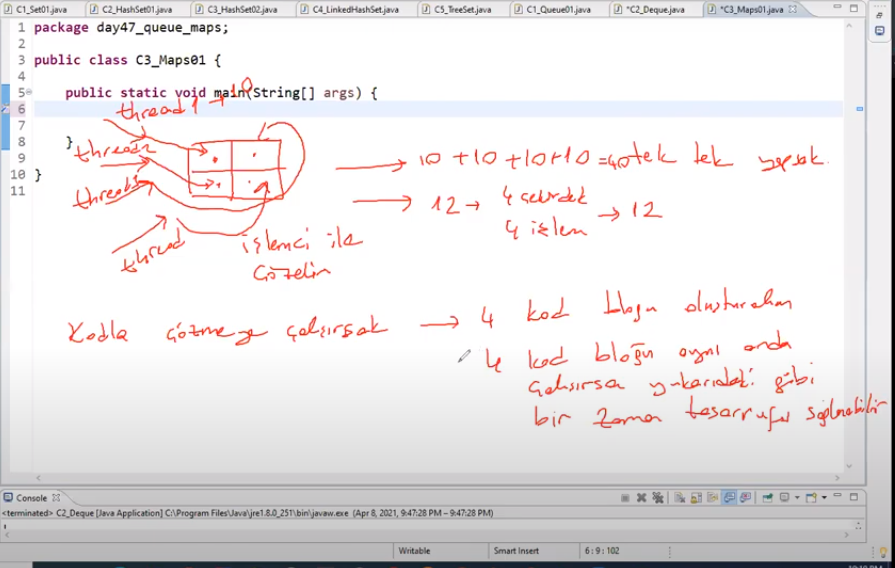 C1_Set01.java C2_HashSet01.java C3_HashSet02.java C4_LinkedHashSet.java C5_TreeSet.java C1_Queue01.java *C2_Deque.java *C3_Maps01.java
1 package day47_queue_maps;
2
3 public class C3_Maps01 {
4
5 public static void main(String[] args) {
6
7
8 }
9
10 }
11
thread1 → 10
thread2
thread3
thread
10 + 10 + 10 + 10 = 40 tek tek yapsak
12 → 4 çekirdek
4 işlem → 12
işlemci ile
çözelim
Kodla çözmeye çalışırsak → 4 kod bloğu oluştururken
4 kod bloğu aynı anda
çalışırsa yukarıdaki gibi
bir zaman tasarrufu sağlanabilir
Console
<terminated> C2_Deque [Java Application] C:\Program Files\Java\jre1.8.0_251\bin\javaw.exe (Apr 8, 2021, 9:47:28 PM – 9:47:28 PM)
Writable Smart Insert 6 : 9 : 102